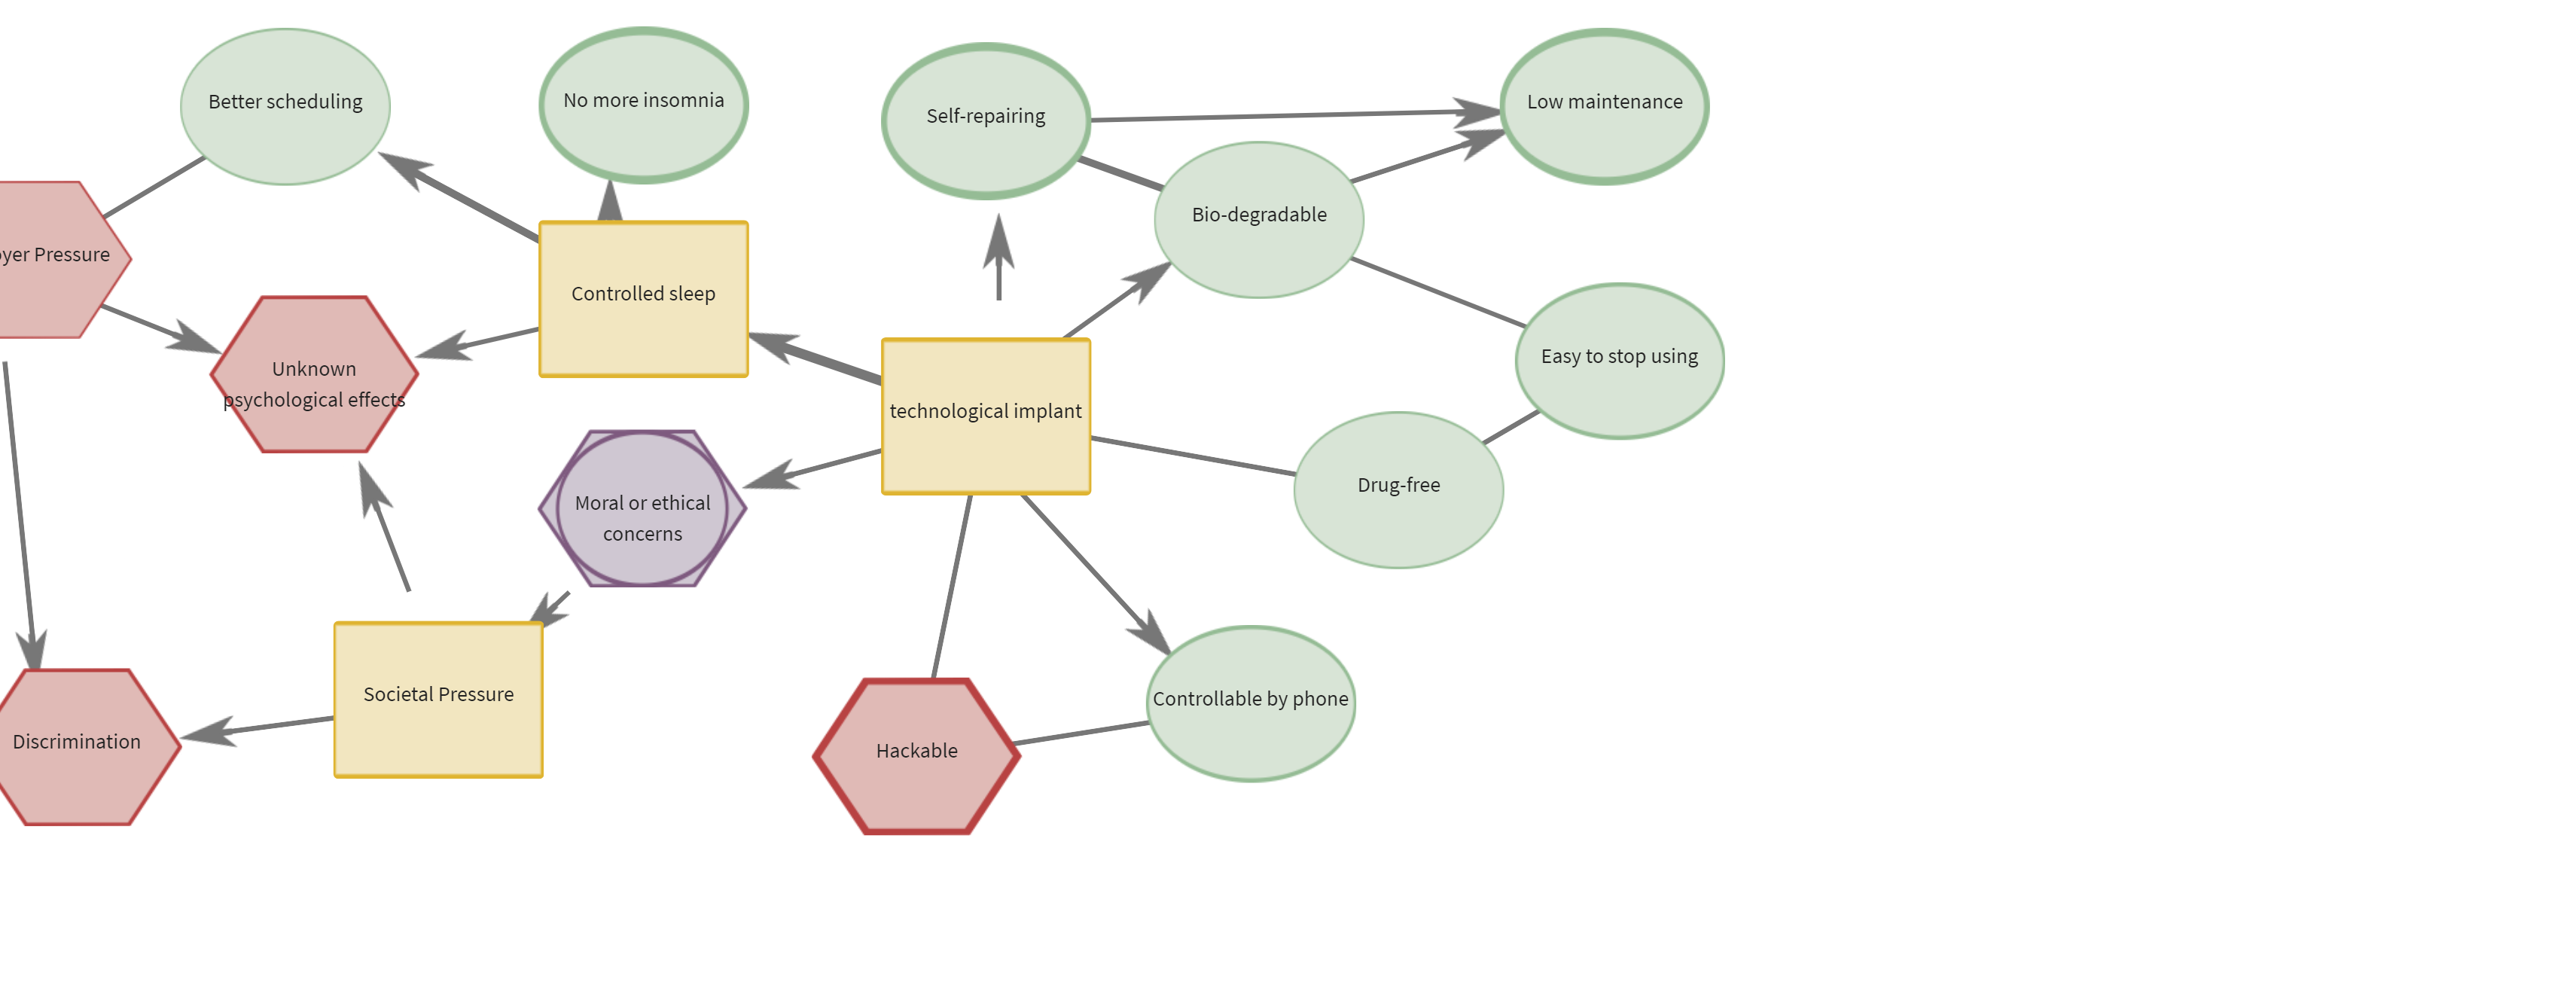 Better scheduling
No more insomnia
Self-repairing
Low maintenance
Bio-degradable
yer Pressure
Controlled sleep
Unknown
psychological effects
technological implant
Easy to stop using
Moral or ethical
concerns
Drug-free
Societal Pressure
Controllable by phone
Discrimination
Hackable